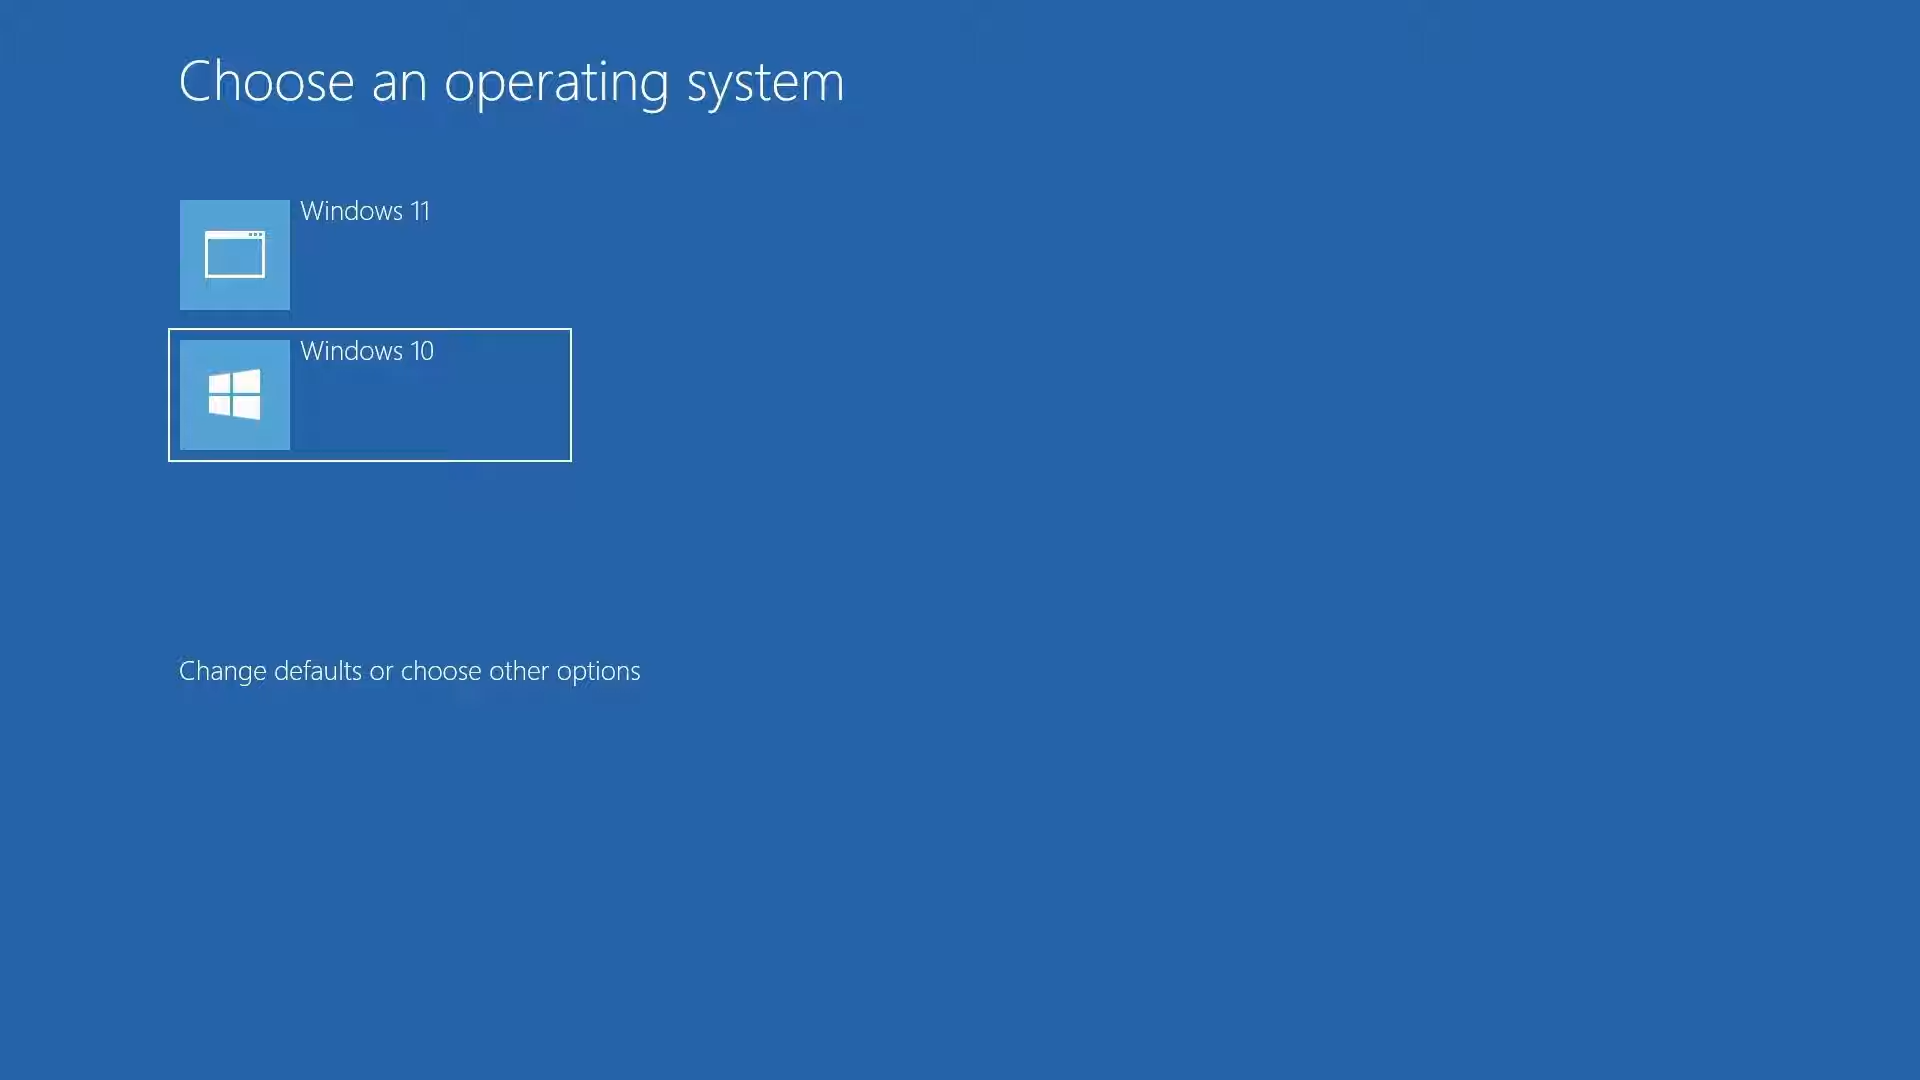 Choose an operating system
Windows 11
Windows 10
Change defaults or choose other options